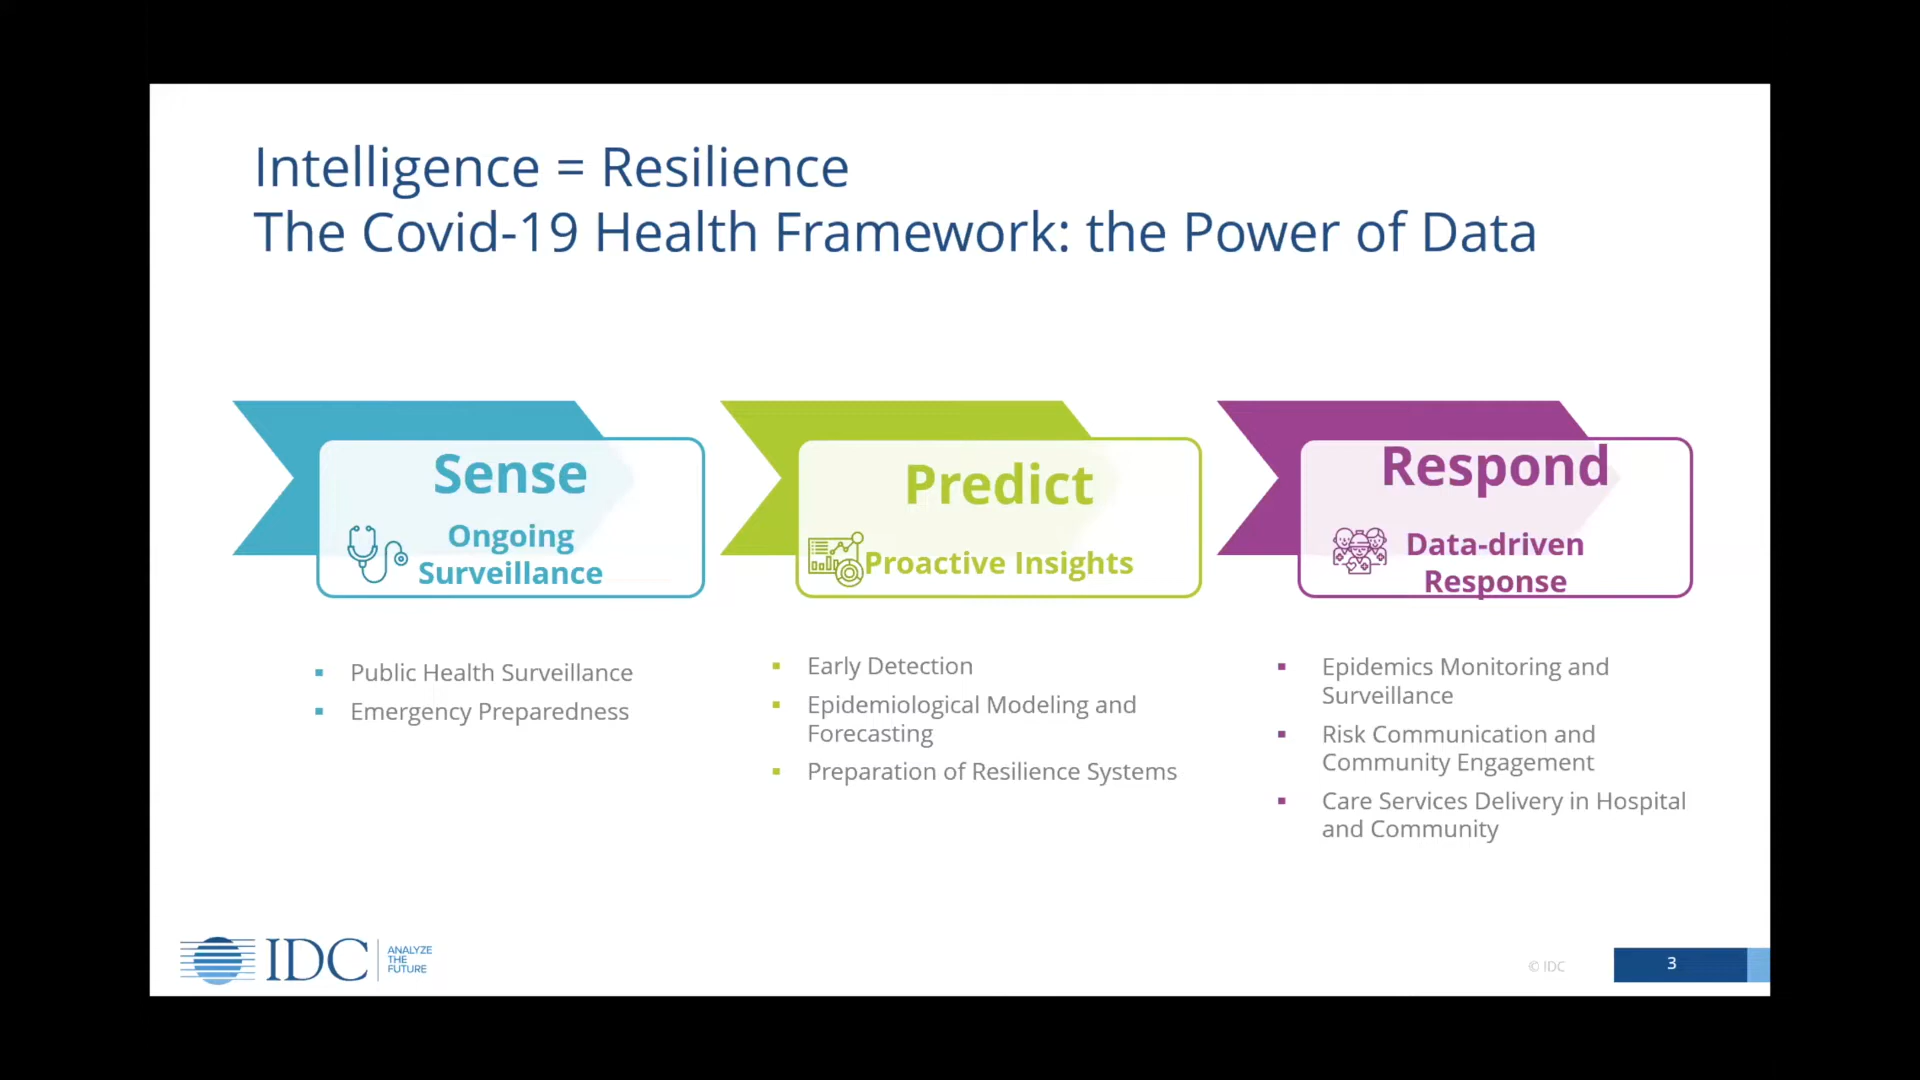 Intelligence = Resilience
The Covid-19 Health Framework: the Power of Data
Sense
Ongoing
Surveillance
▪ Public Health Surveillance
▪ Emergency Preparedness
Predict
Proactive Insights
▪ Early Detection
▪ Epidemiological Modeling and
Forecasting
▪ Preparation of Resilience Systems
Respond
Data-driven
Response
▪ Epidemics Monitoring and
Surveillance
▪ Risk Communication and
Community Engagement
▪ Care Services Delivery in Hospital
and Community
IDC
ANALYZE
THE
FUTURE
© IDC
3